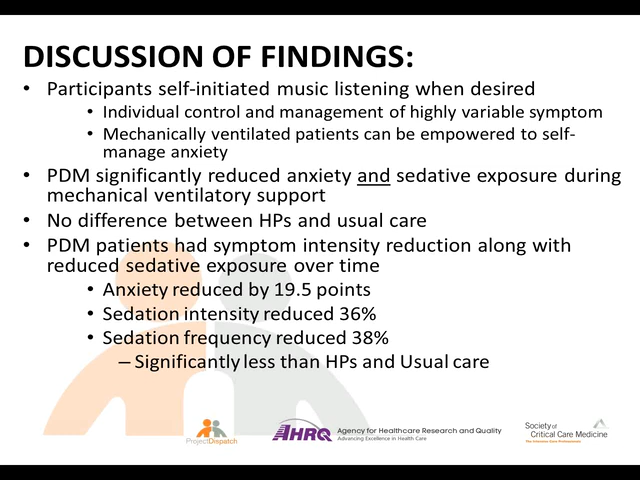 DISCUSSION OF FINDINGS:
• Participants self-initiated music listening when desired
• Individual control and management of highly variable symptom
• Mechanically ventilated patients can be empowered to self-
manage anxiety
• PDM significantly reduced anxiety and sedative exposure during
mechanical ventilatory support
• No difference between HPs and usual care
• PDM patients had symptom intensity reduction along with
reduced sedative exposure over time
• Anxiety reduced by 19.5 points
• Sedation intensity reduced 36%
• Sedation frequency reduced 38%
– Significantly less than HPs and Usual care
ProjectDispatch
AHRQ
Agency for Healthcare Research and Quality
Advancing Excellence in Health Care
Society of
Critical Care Medicine
The Intensive Care Professionals